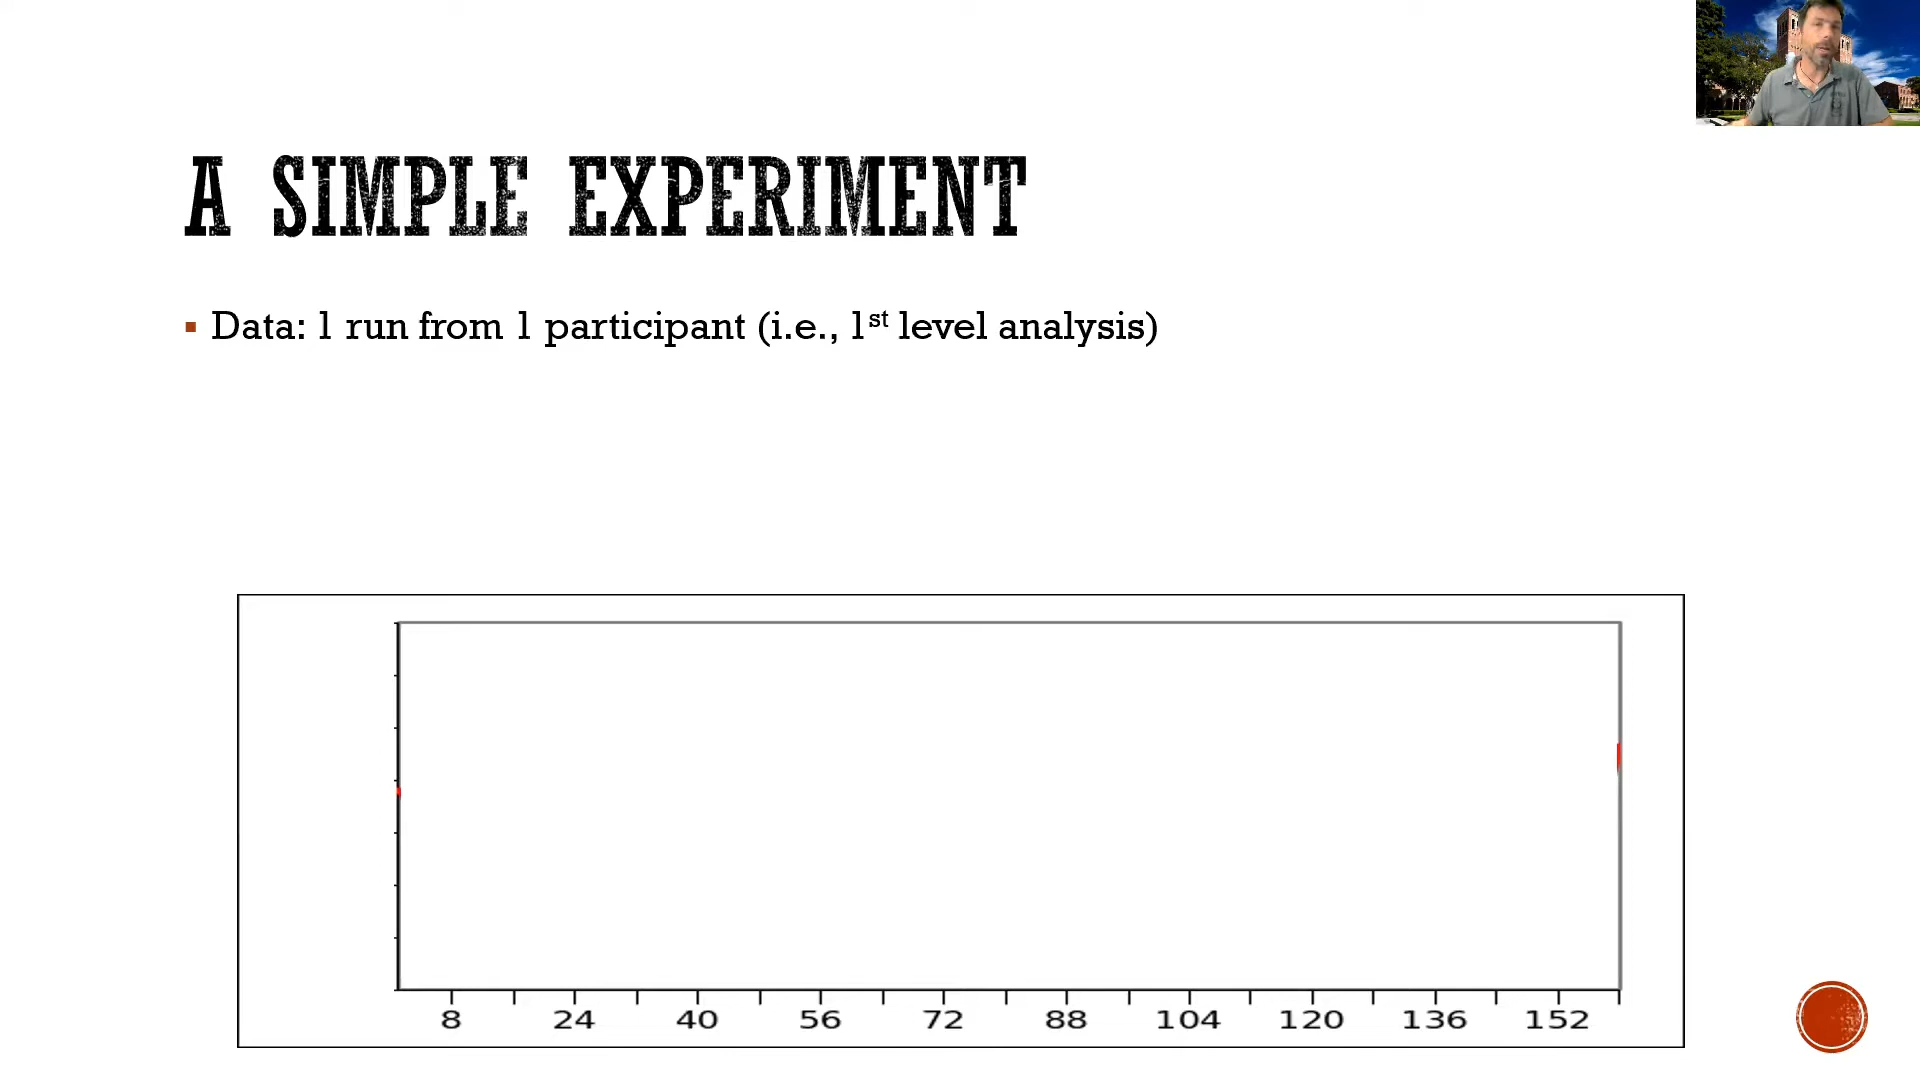 A SIMPLE EXPERIMENT
Data: 1 run from 1 participant (i.e., 1st level analysis)
8 24 40 56 72 88 104 120 136 152